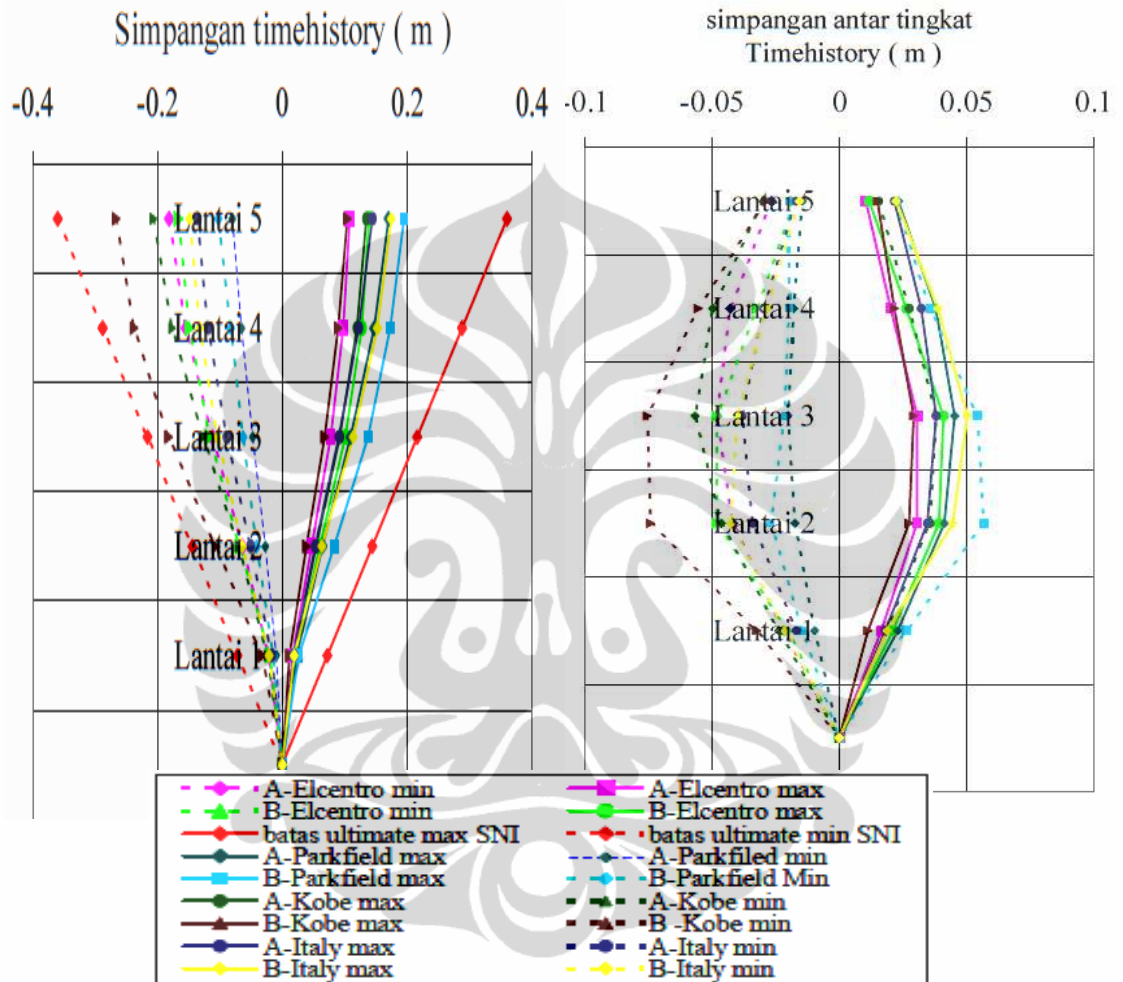 Simpangan timehistory ( m )
-0.4 -0.2 0 0.2 0.4
Lantai 5
Lantai 4
Lantai 3
Lantai 2
Lantai 1
simpangan antar tingkat
Timehistory ( m )
-0.1 -0.05 0 0.05 0.1
Lantai 5
Lantai 4
Lantai 3
Lantai 2
Lantai 1
A-Elcentro min
B-Elcentro min
batas ultimate max SNI
A-Parkfield max
B-Parkfield max
A-Kobe max
B-Kobe max
A-Italy max
B-Italy max
A-Elcentro max
B-Elcentro max
batas ultimate min SNI
A-Parkfiled min
B-Parkfield Min
A-Kobe min
B -Kobe min
A-Italy min
B-Italy min